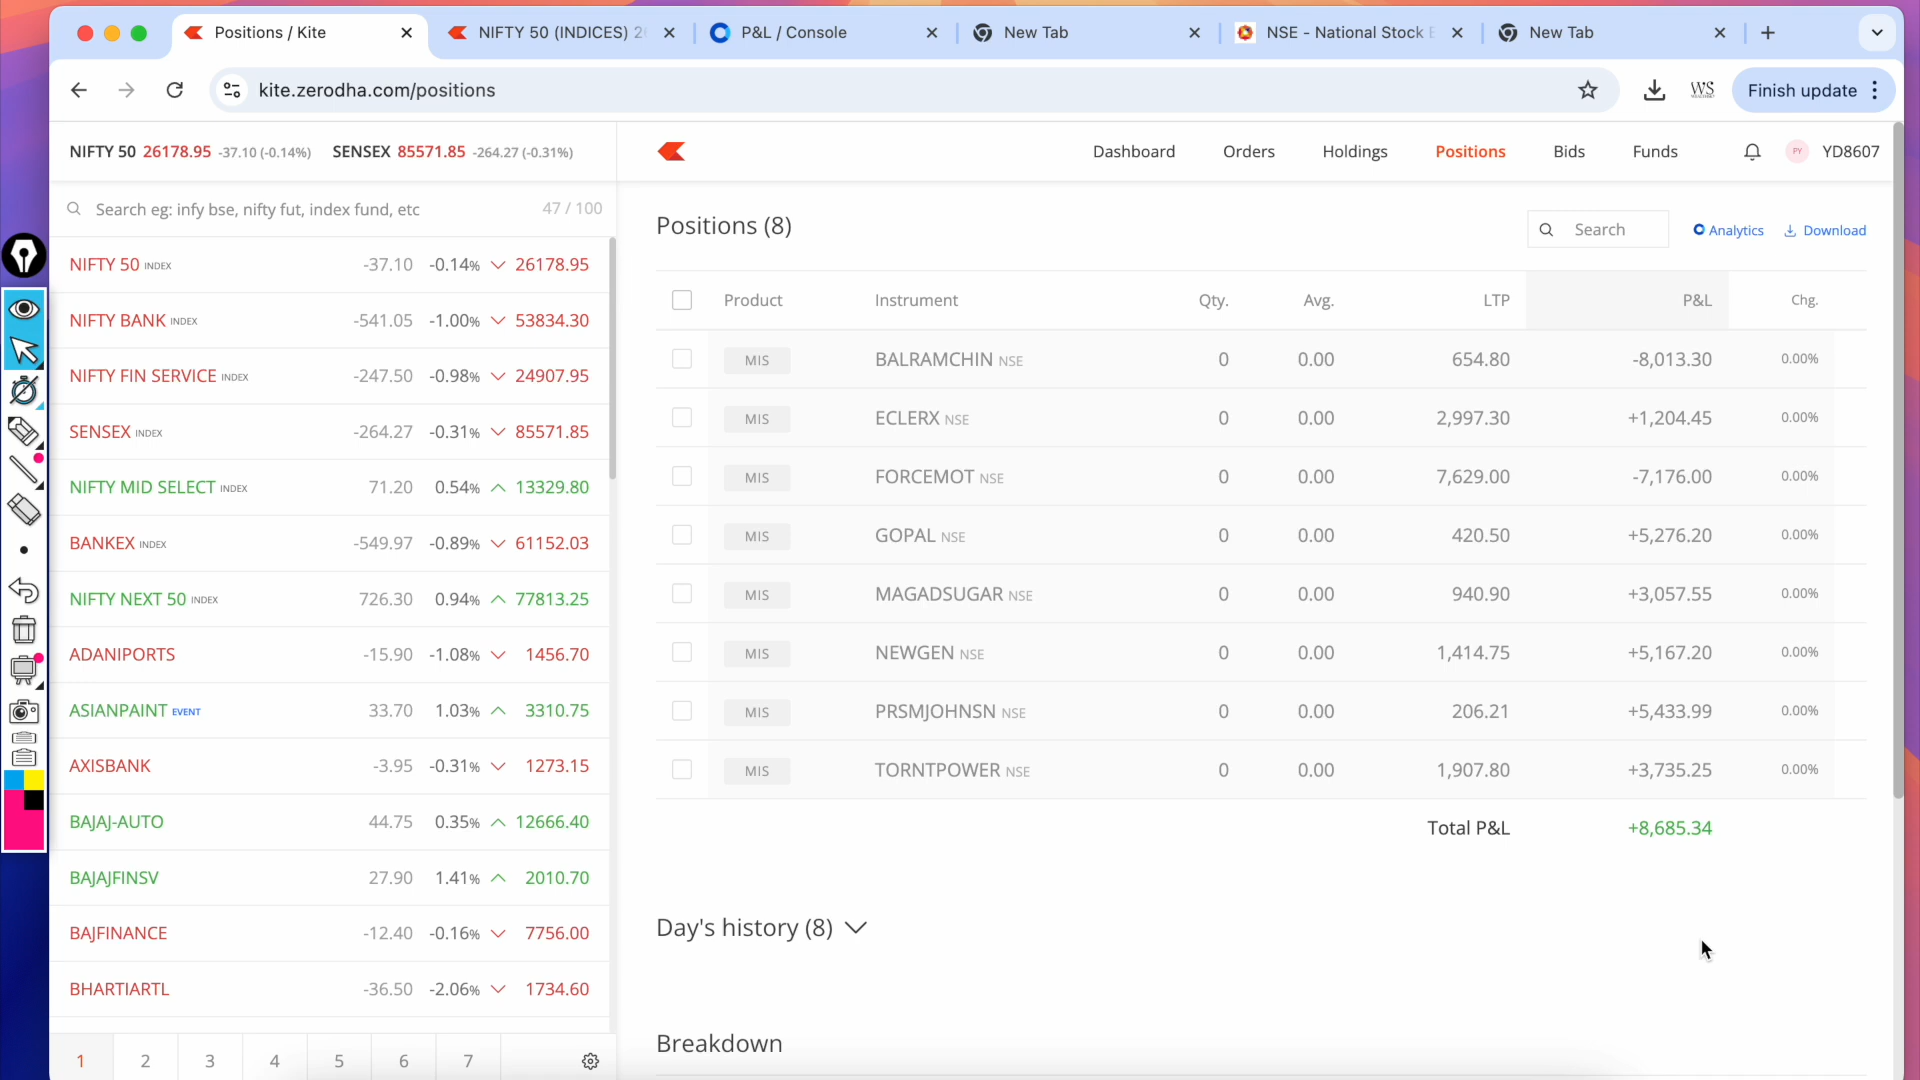 Positions / Kite
NIFTY 50 (INDICES) 2
P&L / Console
New Tab
NSE - National Stock
New Tab
kite.zerodha.com/positions
WS
Finish update
NIFTY 50 26178.95 -37.10 (-0.14%) SENSEX 85571.85 -264.27 (-0.31%)
Dashboard Orders Holdings Positions Bids Funds PY YD8607
Search eg: infy bse, nifty fut, index fund, etc 47 / 100
NIFTY 50 INDEX -37.10 -0.14% 26178.95
NIFTY BANK INDEX -541.05 -1.00% 53834.30
NIFTY FIN SERVICE INDEX -247.50 -0.98% 24907.95
SENSEX INDEX -264.27 -0.31% 85571.85
NIFTY MID SELECT INDEX 71.20 0.54% 13329.80
BANKEX INDEX -549.97 -0.89% 61152.03
NIFTY NEXT 50 INDEX 726.30 0.94% 77813.25
ADANIPORTS -15.90 -1.08% 1456.70
ASIANPAINT EVENT 33.70 1.03% 3310.75
AXISBANK -3.95 -0.31% 1273.15
BAJAJ-AUTO 44.75 0.35% 12666.40
BAJAJFINSV 27.90 1.41% 2010.70
BAJFINANCE -12.40 -0.16% 7756.00
BHARTIARTL -36.50 -2.06% 1734.60
1 2 3 4 5 6 7
Positions (8)
Search Analytics Download
Product Instrument Qty. Avg. LTP P&L Chg.
MIS BALRAMCHIN NSE 0 0.00 654.80 -8,013.30 0.00%
MIS ECLERX NSE 0 0.00 2,997.30 +1,204.45 0.00%
MIS FORCEMOT NSE 0 0.00 7,629.00 -7,176.00 0.00%
MIS GOPAL NSE 0 0.00 420.50 +5,276.20 0.00%
MIS MAGADSUGAR NSE 0 0.00 940.90 +3,057.55 0.00%
MIS NEWGEN NSE 0 0.00 1,414.75 +5,167.20 0.00%
MIS PRSMJOHNSN NSE 0 0.00 206.21 +5,433.99 0.00%
MIS TORNTPOWER NSE 0 0.00 1,907.80 +3,735.25 0.00%
Total P&L +8,685.34
Day's history (8)
Breakdown